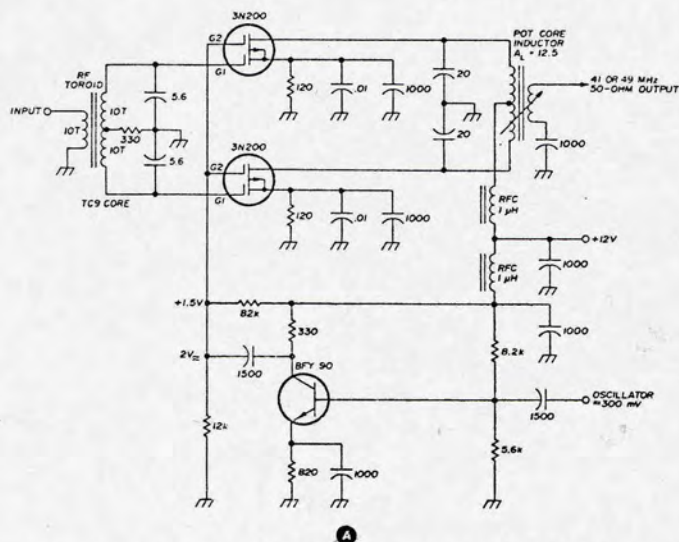 3N200
G2
G1
POT CORE
INDUCTOR
AL = 12.5
RF
TOROID
INPUT
10T
10T
10T
5.6
5.6
330
TC9 CORE
120
.01
1000
20
20
41 OR 49 MHz
50-OHM OUTPUT
1000
3N200
G2
G1
120
.01
1000
RFC
1 μH
+12V
1000
RFC
1 μH
+1.5V
82k
330
1000
8.2k
2V≂
1500
BFY 90
OSCILLATOR
≈300 mV
1500
12k
820
1000
5.6k
A